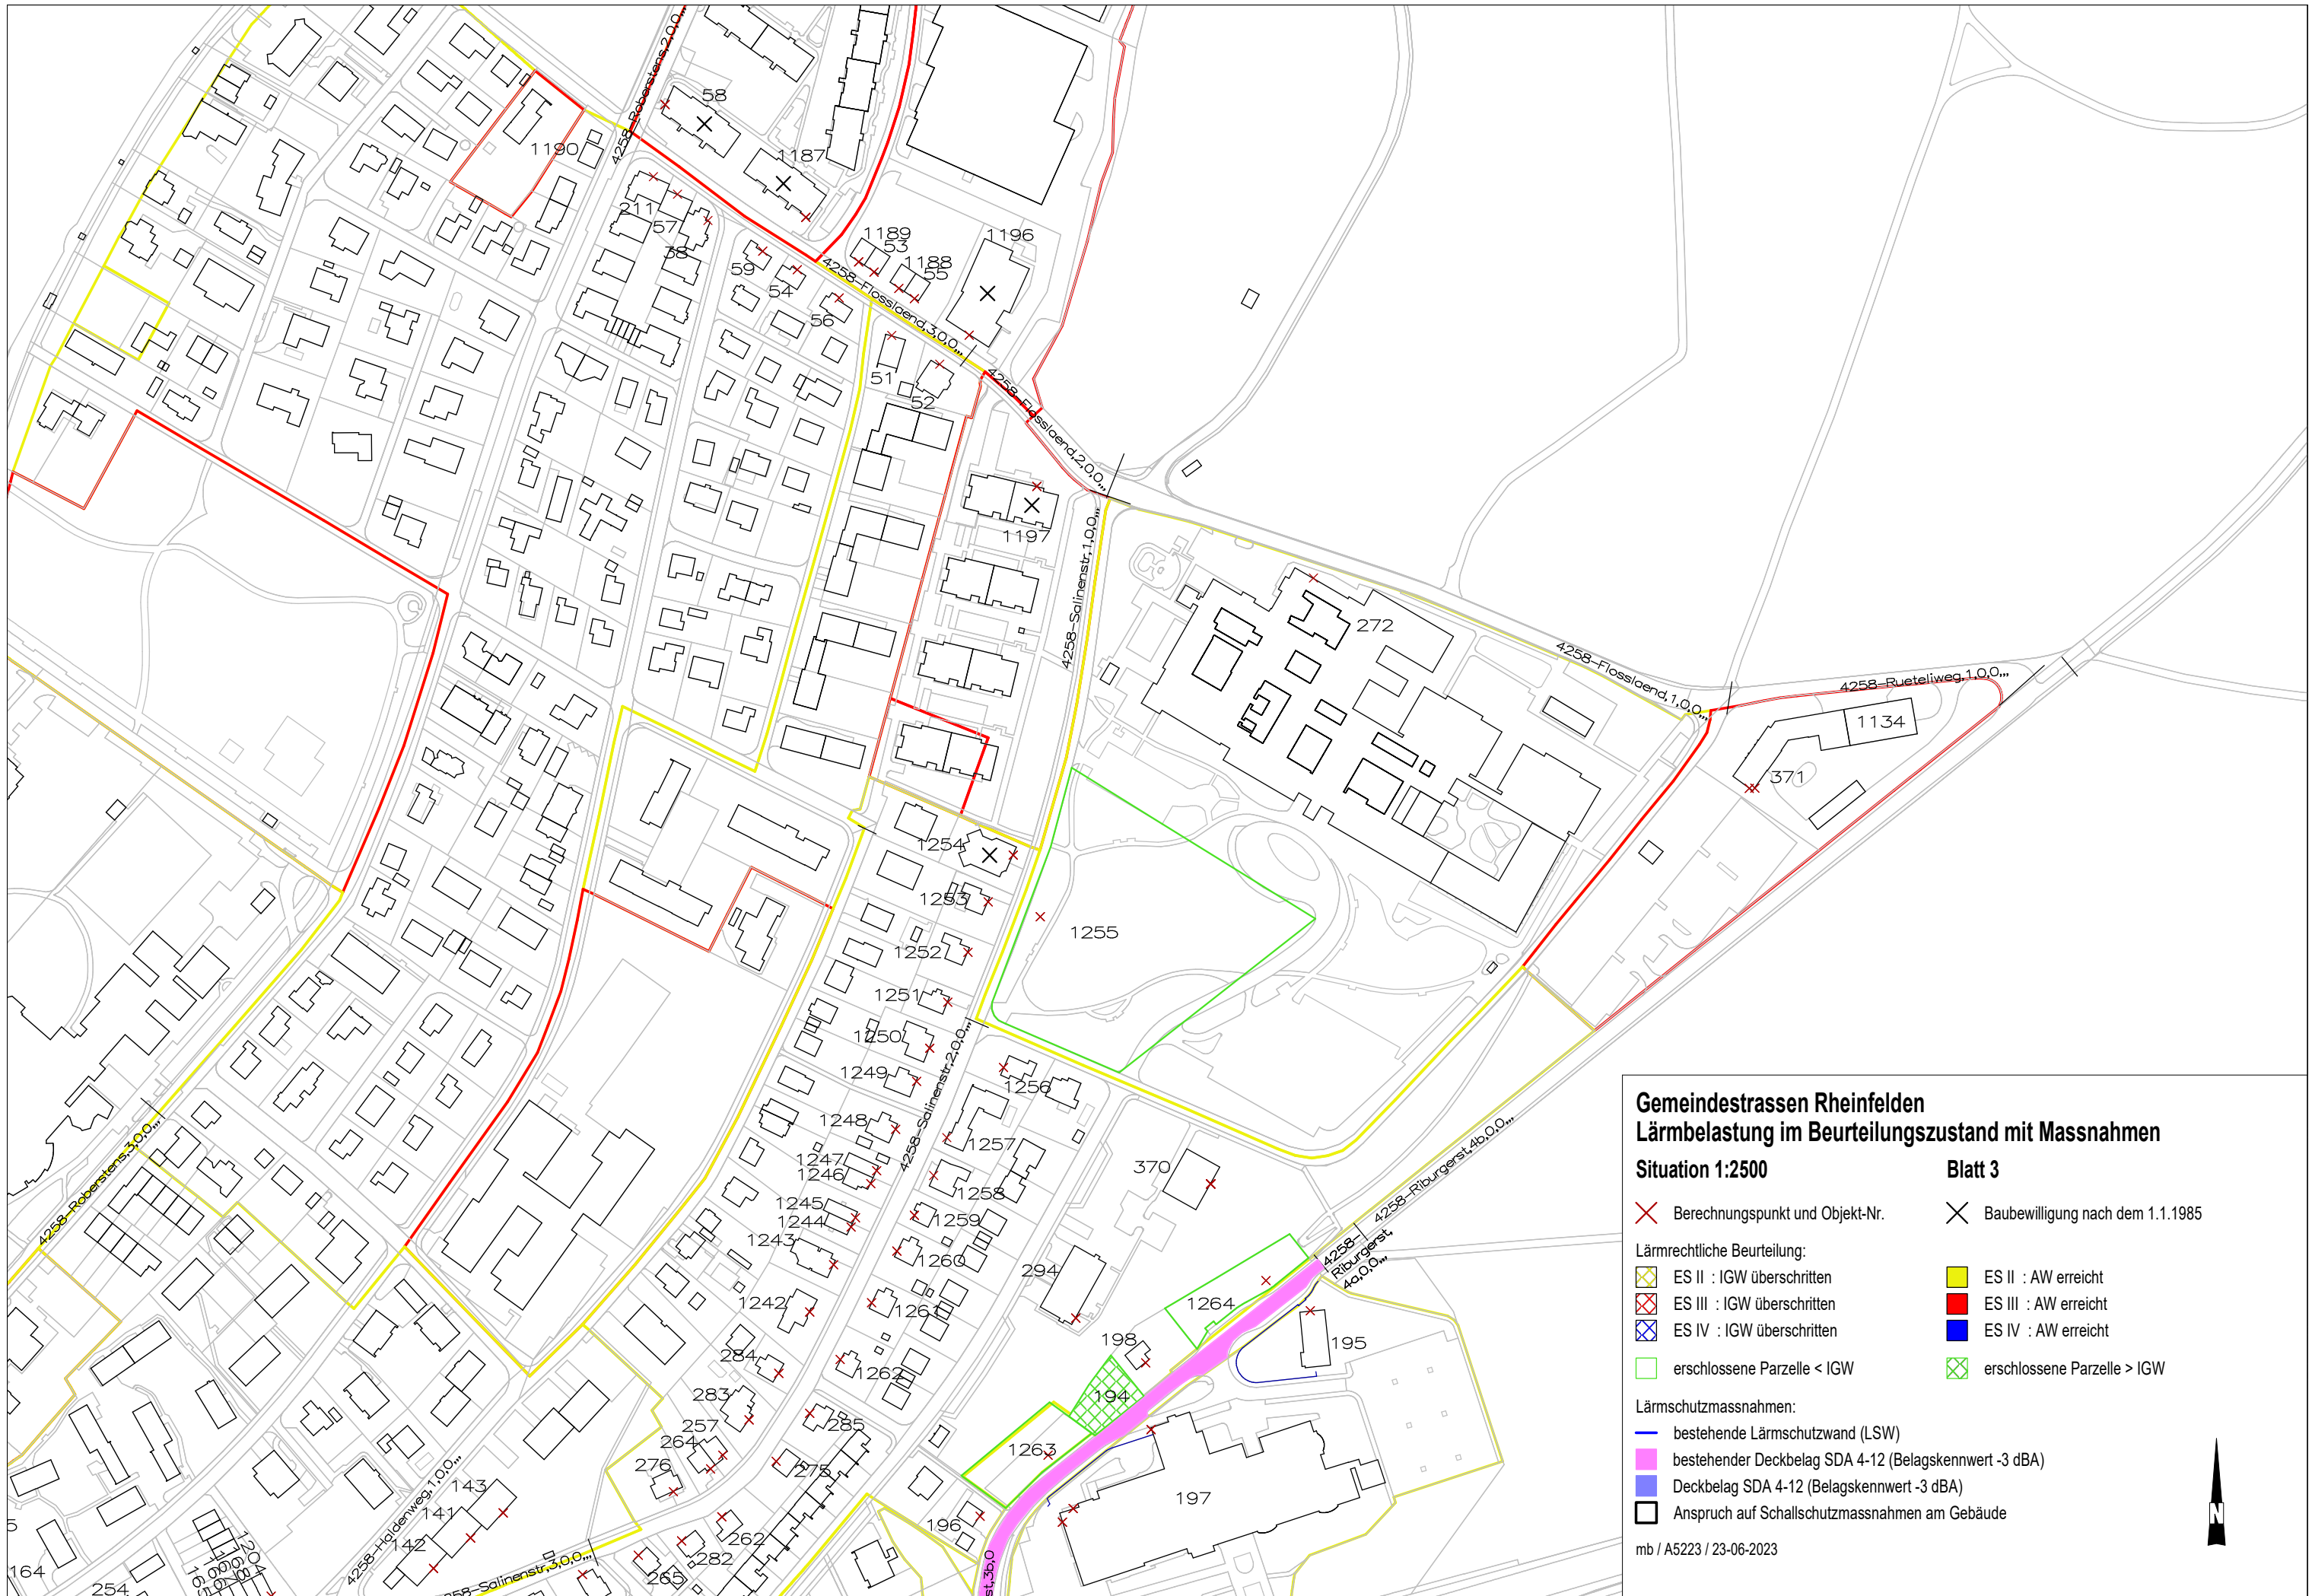 4258-Roberstens,2,0,0,,,
58
1190
1187
211
57
38
1189
53
1188
55
1196
59
54
56
4258-Flosslaend,3,0,0,,,
51
52
4258-Flosslaend,2,0,0,,,
1197
4258-Salinenstr,1,0,0,,,
272
4258-Flosslaend,1,0,0,,,
4258-Rueteliweg,1,0,0,,,
1134
371
1254
1253
1255
1252
1251
1250
1249
4258-Salinenstr,2,0,0,,,
1256
1248
1257
1247
1246
370
1258
1245
1244
1259
1243
1260
294
4258-Roberstens,3,0,0,,,
4258-Riburgerst,4b,0,0,,,
4258-
Riburgerst,
4a,0,0,,,
1242
1261
1264
198
195
284
1262
283
194
257
285
264
276
275
1263
197
143
141
142
4258-Haldenweg,1,0,0,,,
196
262
282
265
258-Salinenstr,3,0,0,,,
st,3b,0
5
164
254
165
166
167
168
1204
Gemeindestrassen Rheinfelden
Lärmbelastung im Beurteilungszustand mit Massnahmen
Situation 1:2500 Blatt 3
Berechnungspunkt und Objekt-Nr. Baubewilligung nach dem 1.1.1985
Lärmrechtliche Beurteilung:
ES II : IGW überschritten ES II : AW erreicht
ES III : IGW überschritten ES III : AW erreicht
ES IV : IGW überschritten ES IV : AW erreicht
erschlossene Parzelle < IGW erschlossene Parzelle > IGW
Lärmschutzmassnahmen:
bestehende Lärmschutzwand (LSW)
bestehender Deckbelag SDA 4-12 (Belagskennwert -3 dBA)
Deckbelag SDA 4-12 (Belagskennwert -3 dBA)
Anspruch auf Schallschutzmassnahmen am Gebäude
mb / A5223 / 23-06-2023
N